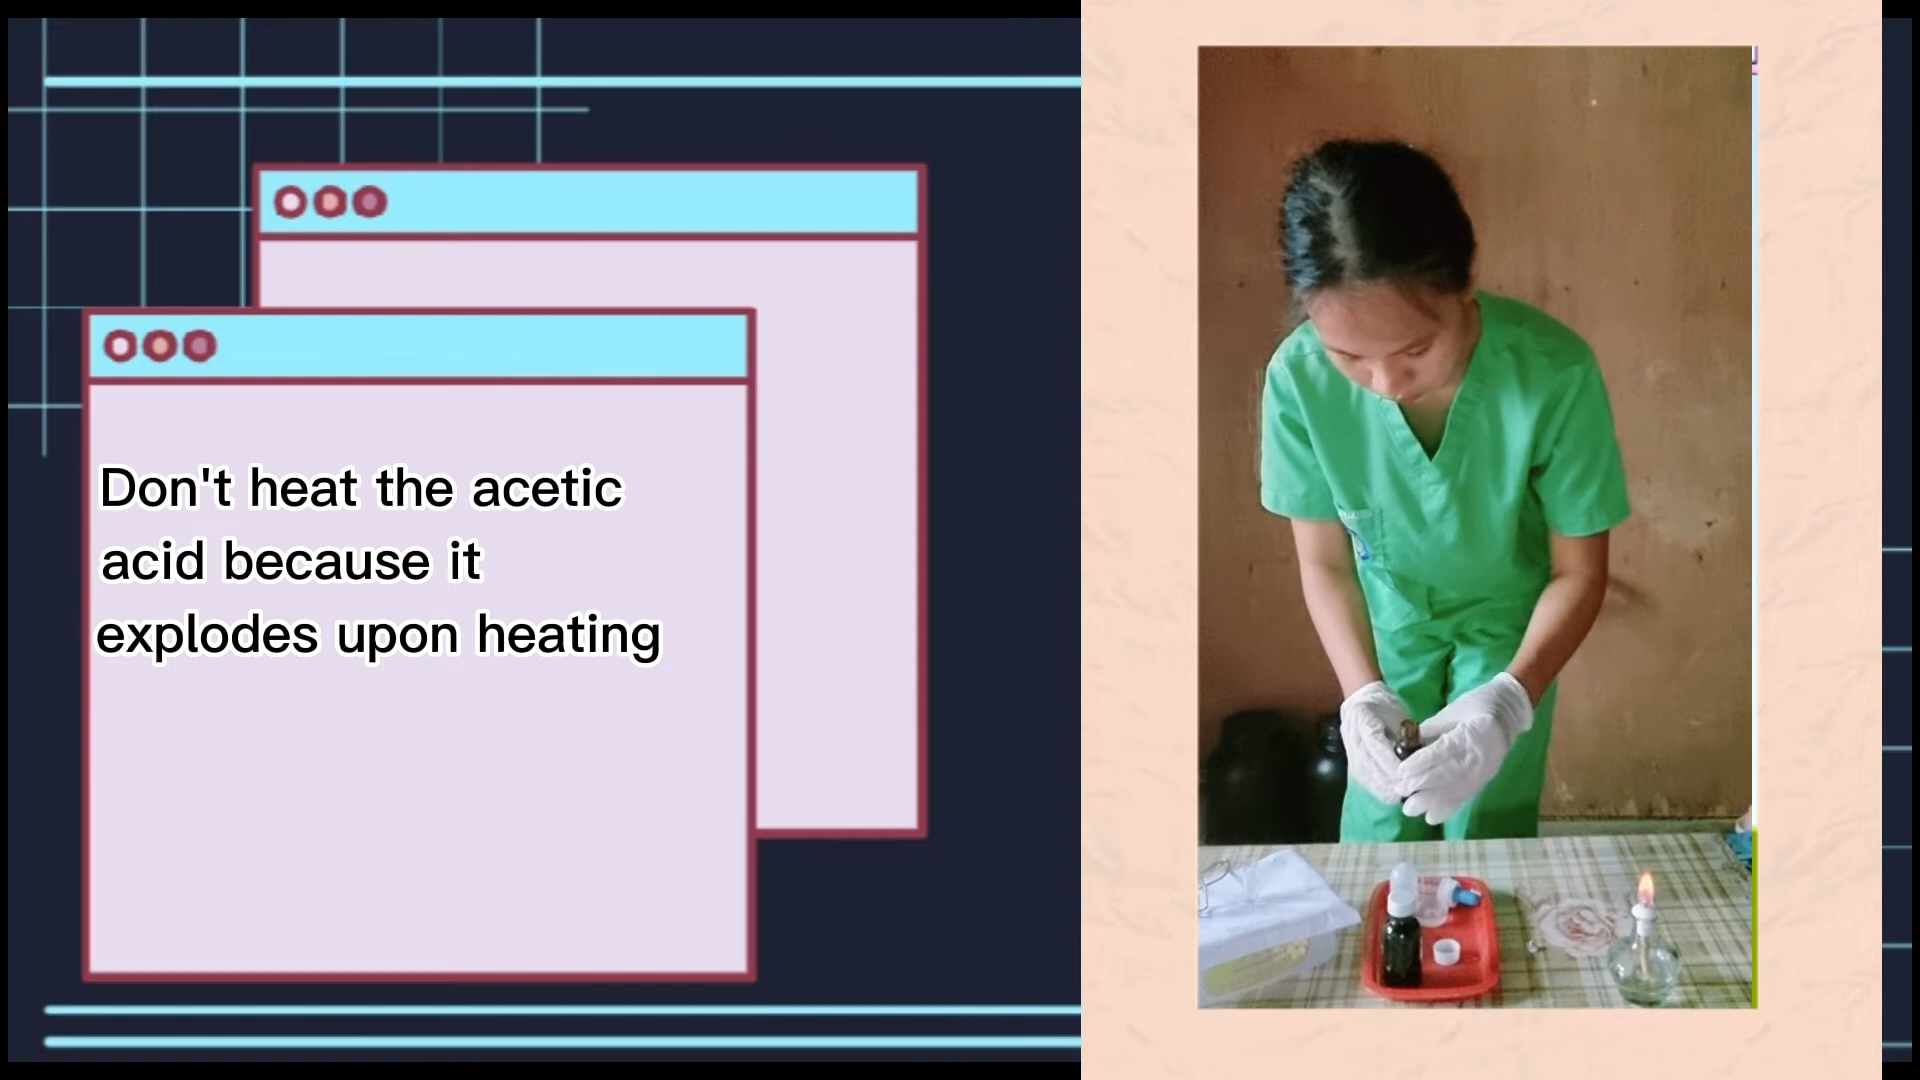 Don't heat the acetic
acid because it
explodes upon heating